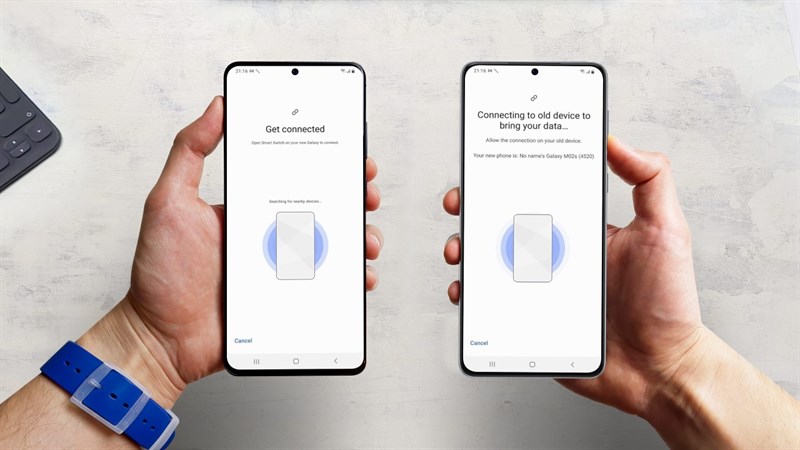 21:16
Get connected
Open Smart Switch on your new Galaxy to connect.
Searching for nearby devices...
Cancel
21:16
Connecting to old device to
bring your data...
Allow the connection on your old device.
Your new phone is: No name's Galaxy M02s (4520)
Cancel